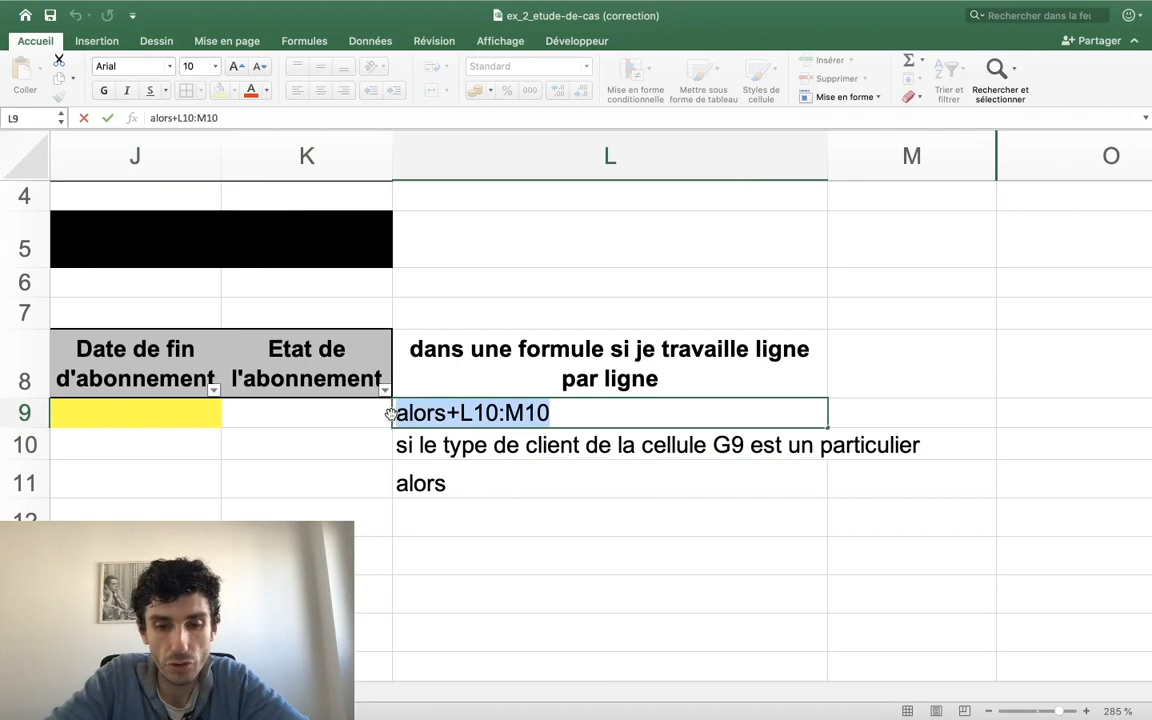 ex_2_etude-de-cas (correction)
Rechercher dans la feu
Accueil Insertion Dessin Mise en page Formules Données Révision Affichage Développeur
Partager
Coller
Arial 10
G I S
Standard
% 000
Mise en forme conditionnelle
Mettre sous forme de tableau
Styles de cellule
Insérer
Supprimer
Mise en forme
Trier et filtrer
Rechercher et sélectionner
L9 fx alors+L10:M10
J K L M O
4
5
6
7
8
Date de fin d'abonnement
Etat de l'abonnement
dans une formule si je travaille ligne
par ligne
9 alors+L10:M10
10 si le type de client de la cellule G9 est un particulier
11 alors
285 %